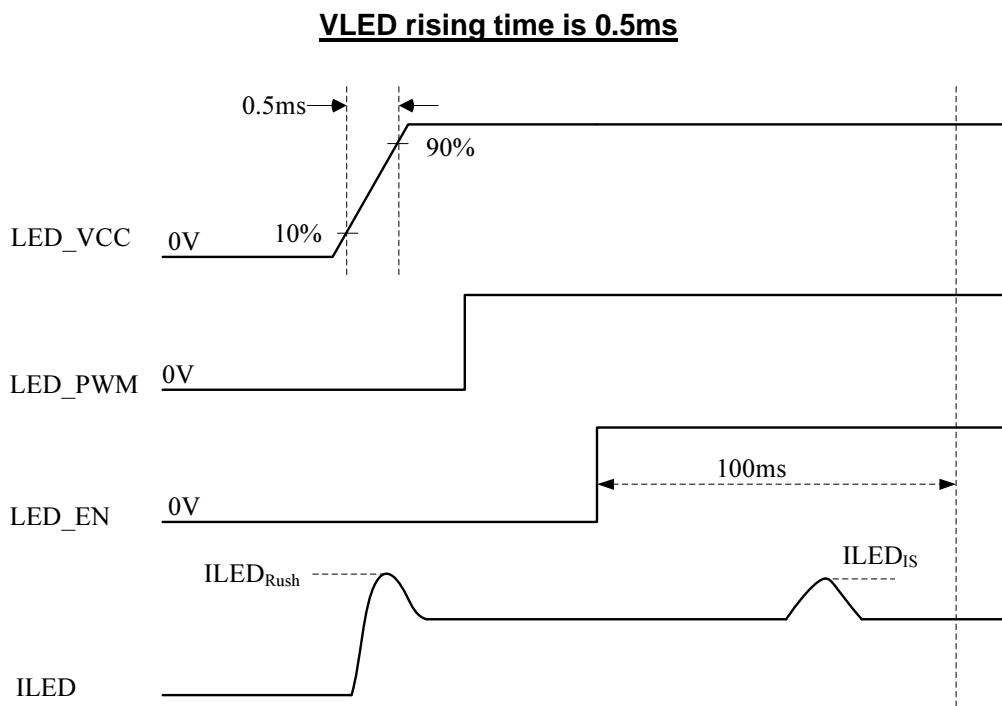 VLED rising time is 0.5ms
0.5ms
90%
10%
LED_VCC
0V
0V
LED_PWM
100ms
0V
LED_EN
ILEDRush
ILEDIS
ILED